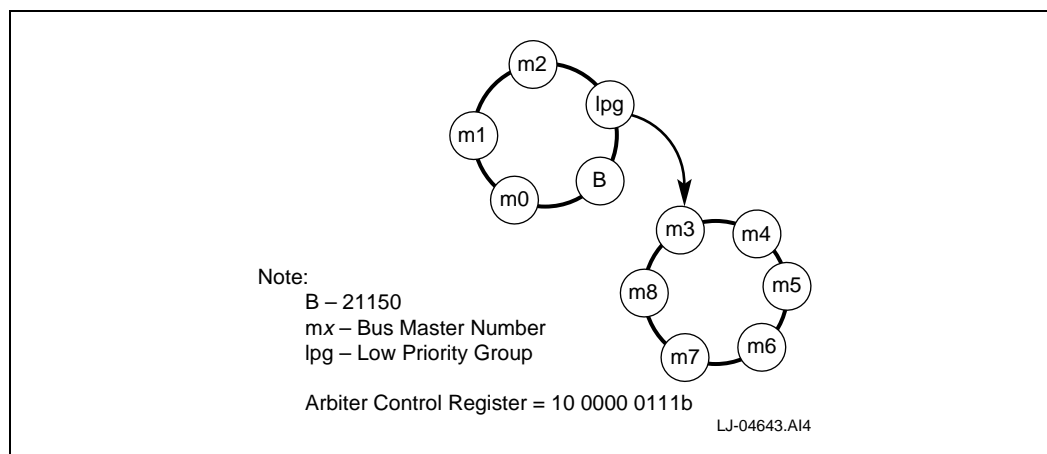 m2
lpg
m1
B
m0
m3
m4
m8
m5
m7
m6
Note:
B – 21150
mx – Bus Master Number
lpg – Low Priority Group
Arbiter Control Register = 10 0000 0111b
LJ-04643.AI4